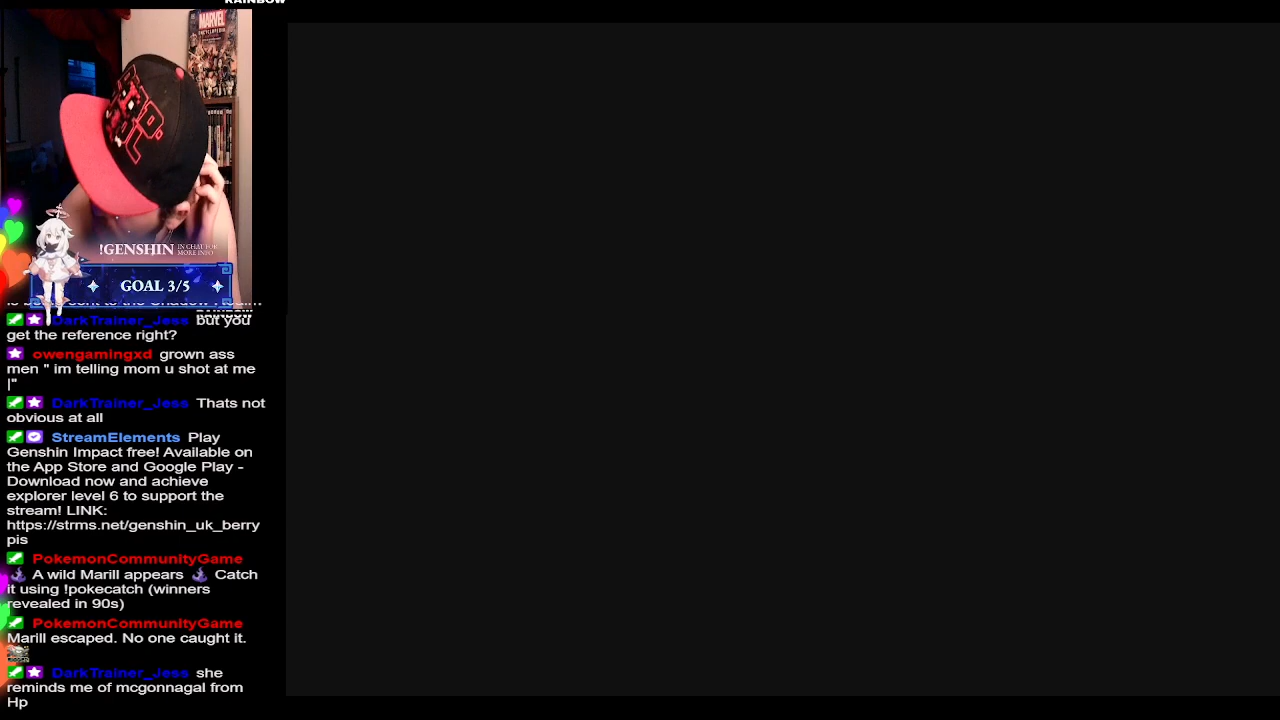 RAINBOW
MARVEL
ENCYCLOPEDIA
!GENSHIN IN CHAT FOR
MORE INFO
GOAL 3/5
RAINBOW
DarkTrainer_Jess but you
get the reference right?
owengamingxd grown ass
men " im telling mom u shot at me
|"
DarkTrainer_Jess Thats not
obvious at all
StreamElements Play
Genshin Impact free! Available on
the App Store and Google Play -
Download now and achieve
explorer level 6 to support the
stream! LINK:
https://strms.net/genshin_uk_berry
pis
PokemonCommunityGame
A wild Marill appears Catch
it using !pokecatch (winners
revealed in 90s)
PokemonCommunityGame
Marill escaped. No one caught it.
DarkTrainer_Jess she
reminds me of mcgonnagal from
Hp